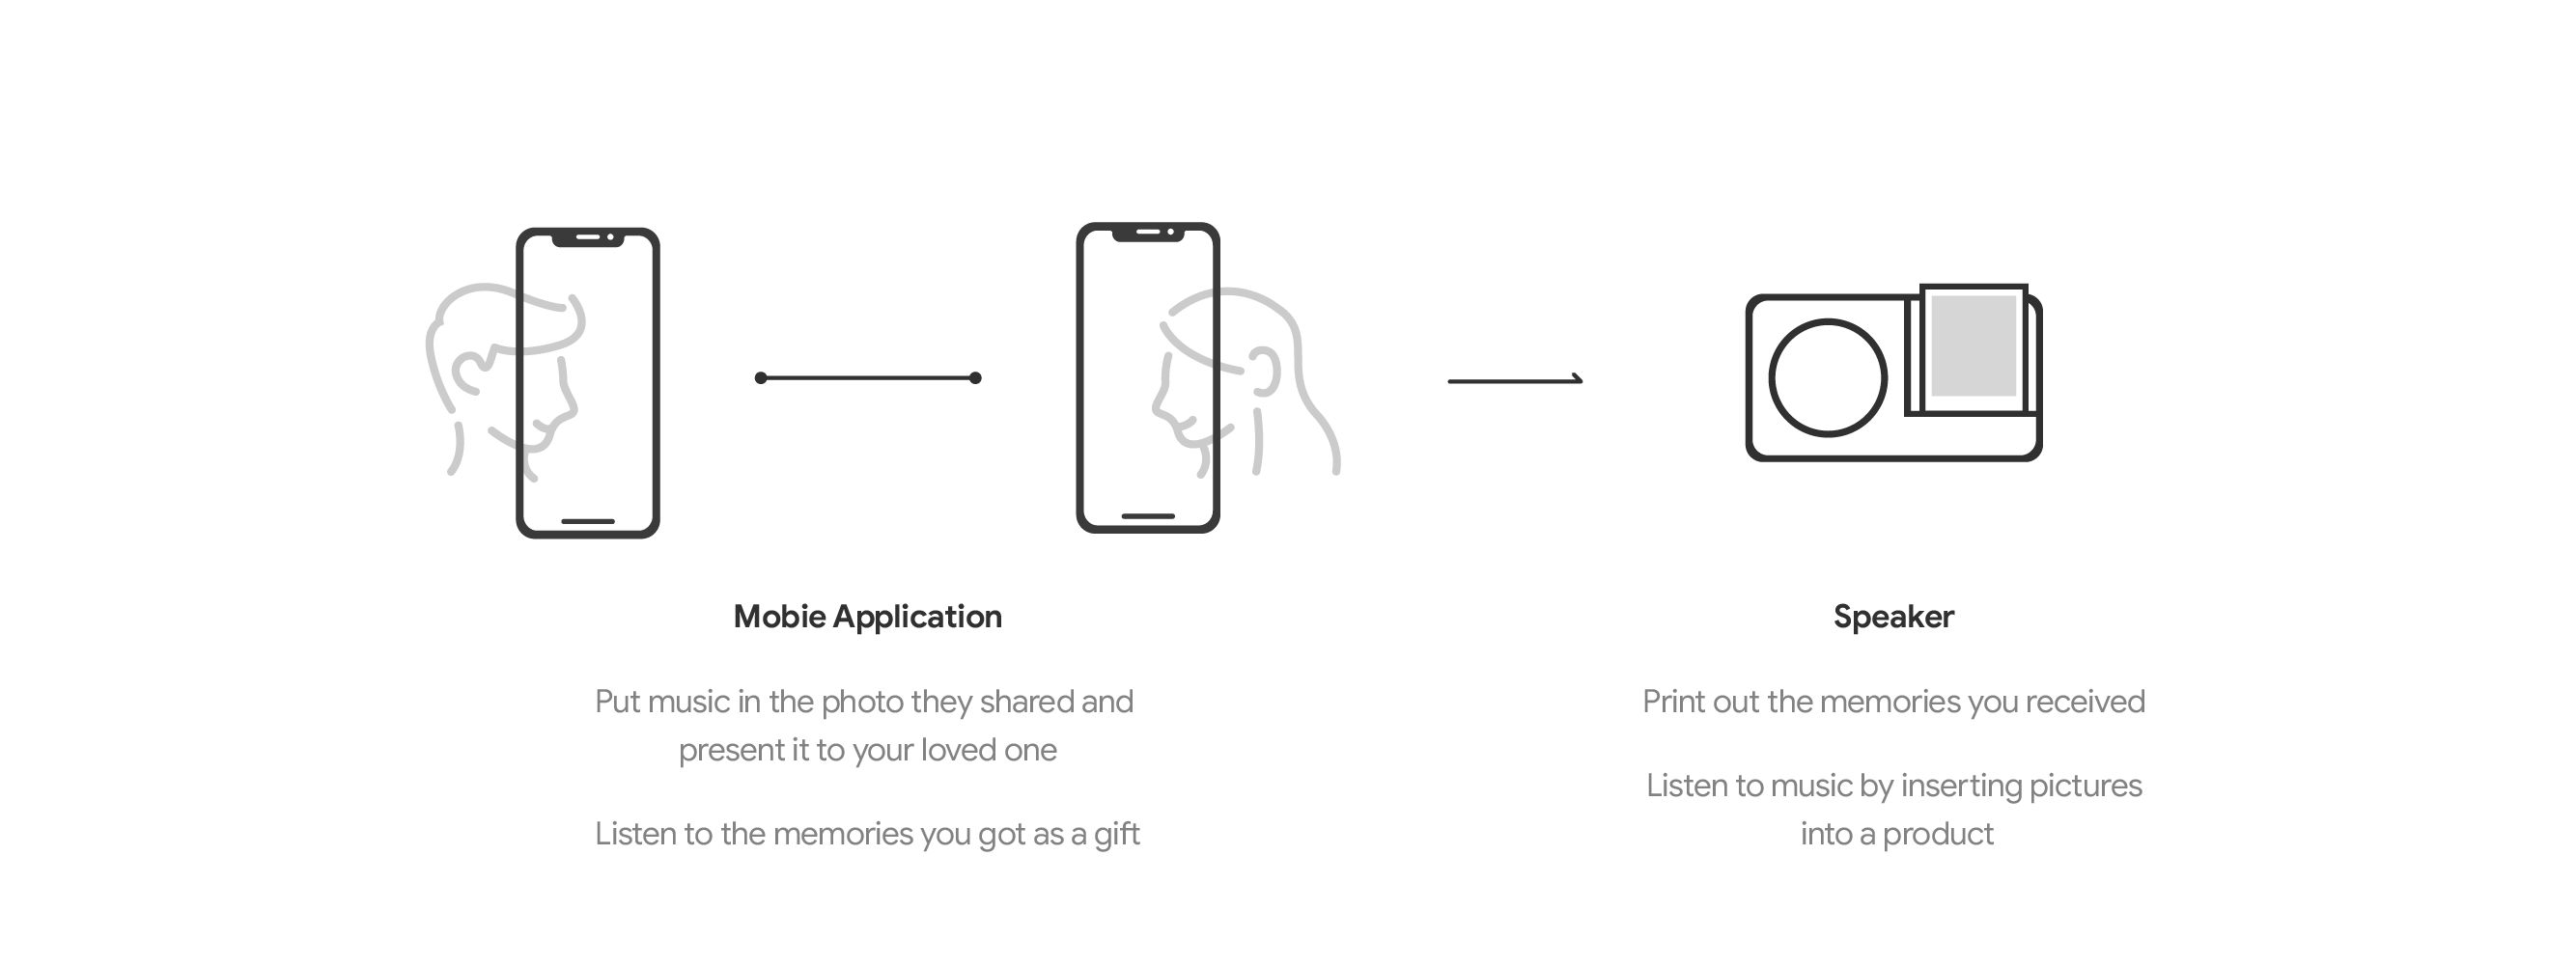 Mobie Application
Put music in the photo they shared and
present it to your loved one
Listen to the memories you got as a gift
Speaker
Print out the memories you received
Listen to music by inserting pictures
into a product